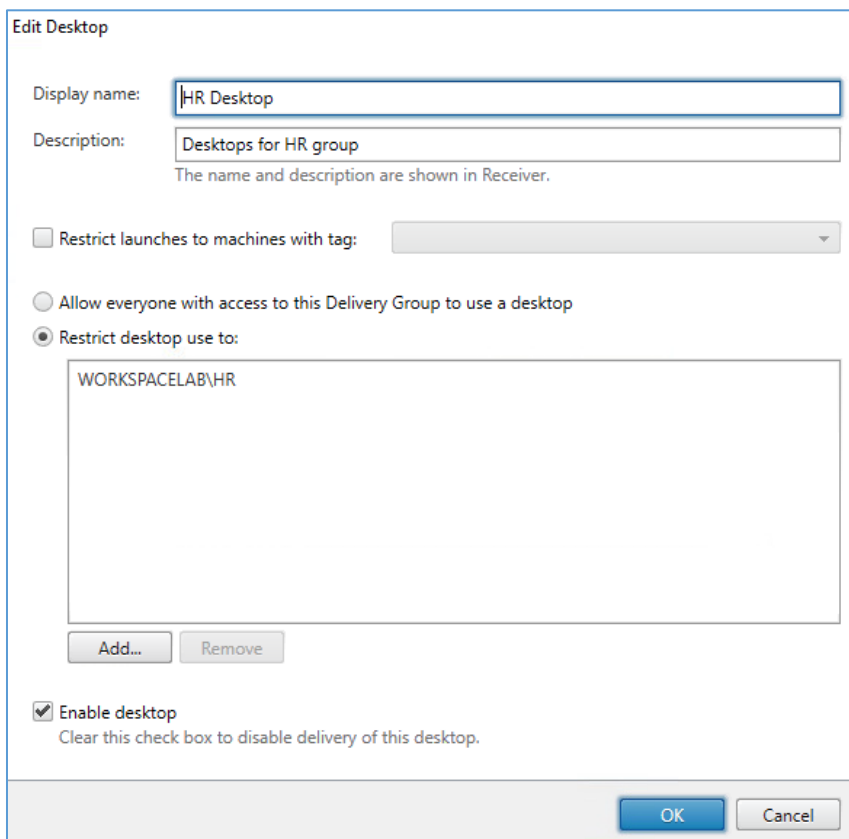 Edit Desktop
Display name: HR Desktop
Description: Desktops for HR group
The name and description are shown in Receiver.
Restrict launches to machines with tag:
Allow everyone with access to this Delivery Group to use a desktop
Restrict desktop use to:
WORKSPACELAB\HR
Add... Remove
Enable desktop
Clear this check box to disable delivery of this desktop.
OK Cancel